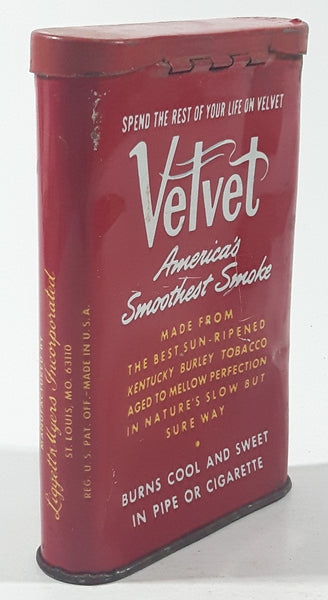 SPEND THE REST OF YOUR LIFE ON VELVET
Velvet
America's
Smoothest Smoke
MADE FROM
THE BEST SUN-RIPENED
KENTUCKY BURLEY TOBACCO
AGED TO MELLOW PERFECTION
IN NATURE'S SLOW BUT
SURE WAY
BURNS COOL AND SWEET
IN PIPE OR CIGARETTE
Liggett & Myers Incorporated
ST. LOUIS, MO. 63110
REG. U.S. PAT. OFF.-MADE IN U.S.A.